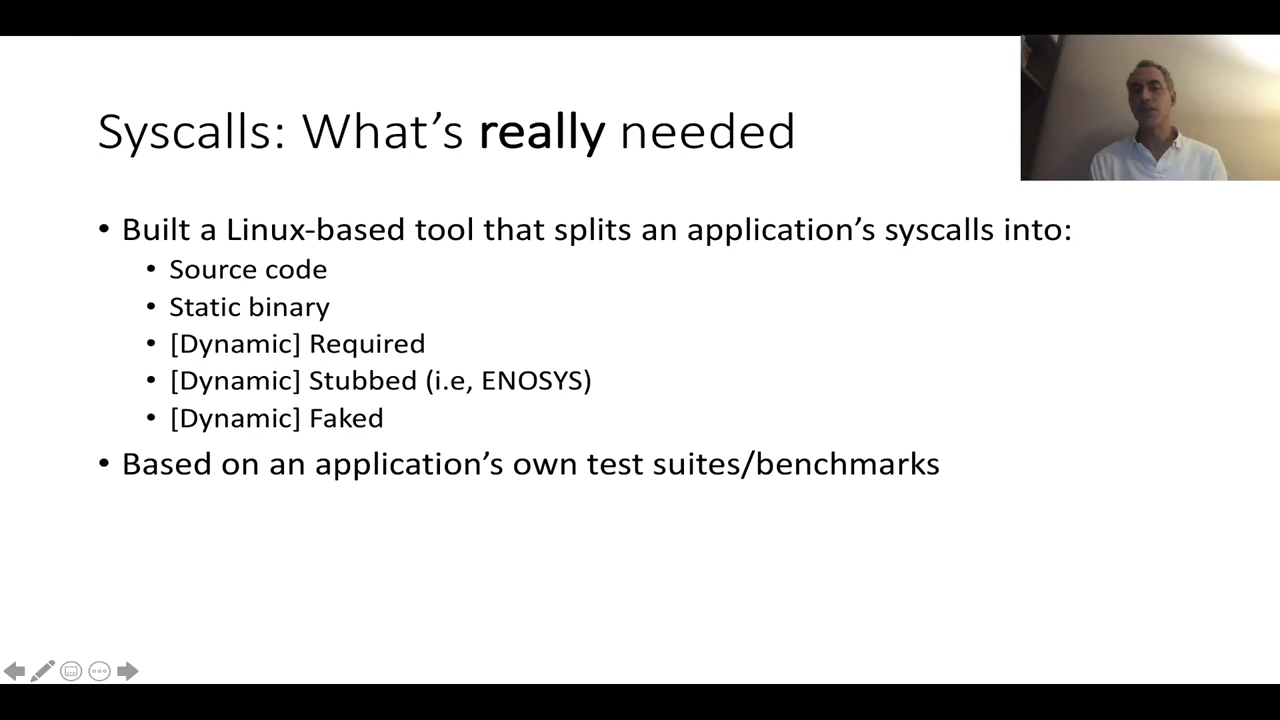 Syscalls: What's really needed
• Built a Linux-based tool that splits an application's syscalls into:
• Source code
• Static binary
• [Dynamic] Required
• [Dynamic] Stubbed (i.e, ENOSYS)
• [Dynamic] Faked
• Based on an application's own test suites/benchmarks